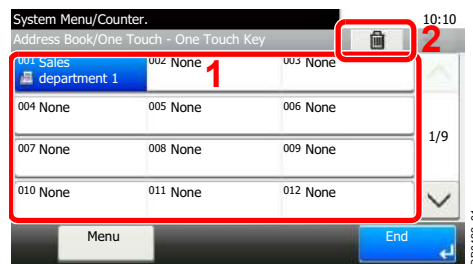 System Menu/Counter. 10:10
Address Book/One Touch - One Touch Key 2
001 Sales department 1 002 None 1 003 None
004 None 005 None 006 None
1/9
007 None 008 None 009 None
010 None 011 None 012 None
Menu End